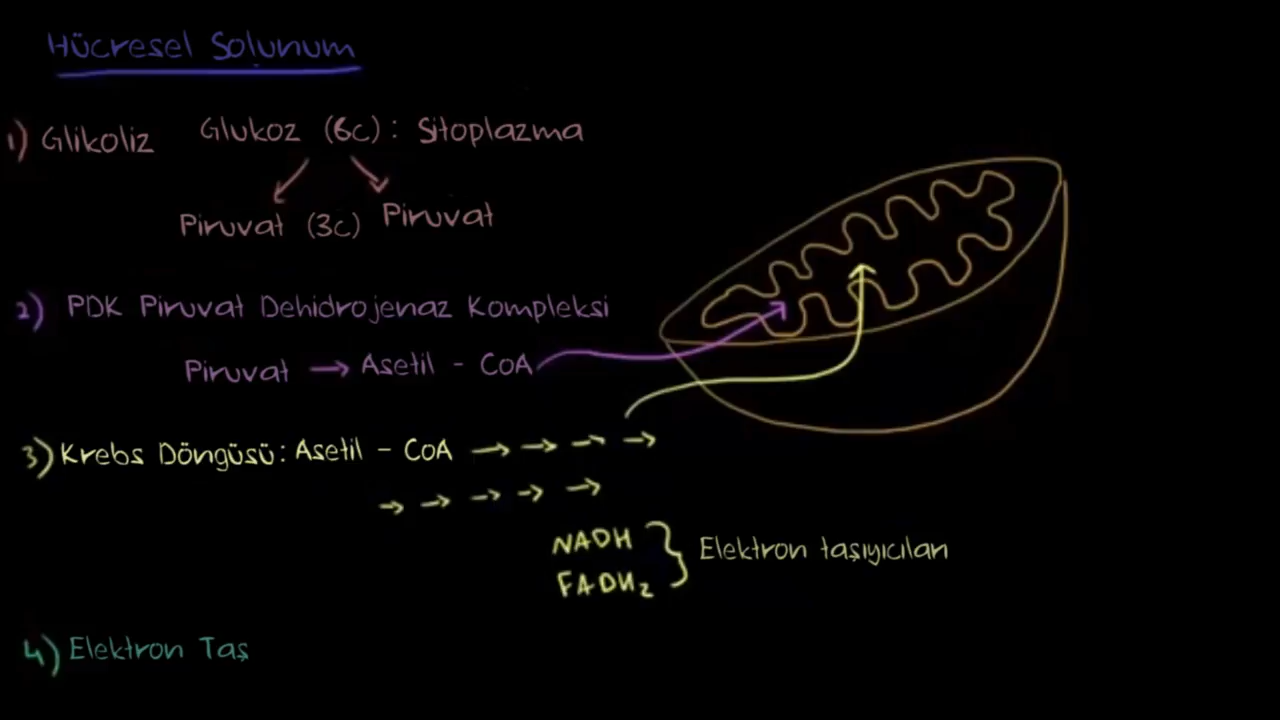 Hücresel Solunum
1) Glikoliz Glukoz (6C): Sitoplazma
Piruvat (3C) Piruvat
2) PDK Piruvat Dehidrojenaz Kompleksi
Piruvat → Asetil - CoA
3) Krebs Döngüsü: Asetil - CoA → → → →
→ → → → →
NADH
FADH₂
Elektron taşıyıcıları
4) Elektron Taş